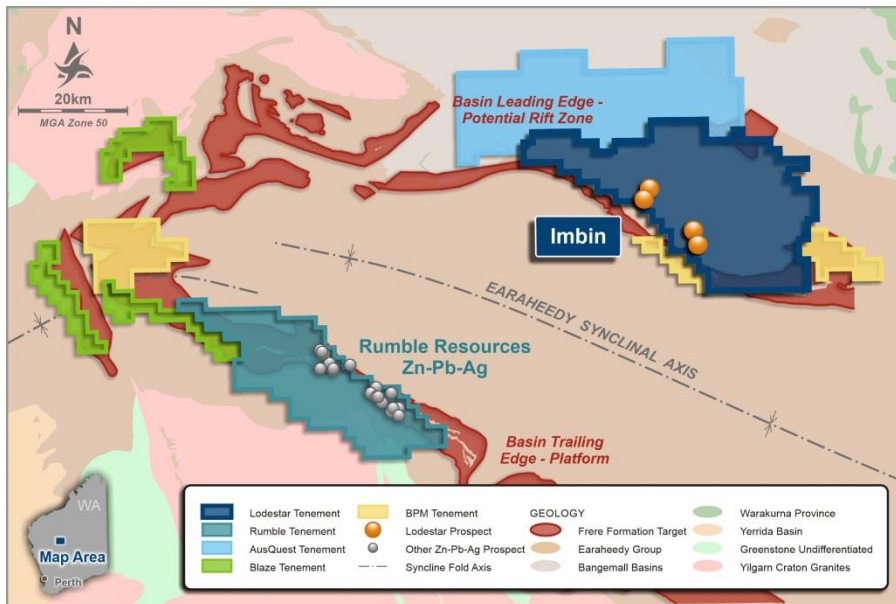 N
20km
MGA Zone 50
Basin Leading Edge -
Potential Rift Zone
Imbin
EARAHEEDY SYNCLINAL AXIS
Rumble Resources
Zn-Pb-Ag
Basin Trailing
Edge - Platform
WA
Map Area
Perth
Lodestar Tenement
Rumble Tenement
AusQuest Tenement
Blaze Tenement
BPM Tenement
Lodestar Prospect
Other Zn-Pb-Ag Prospect
Syncline Fold Axis
GEOLOGY
Frere Formation Target
Earaheedy Group
Bangemall Basins
Warakurna Province
Yerrida Basin
Greenstone Undifferentiated
Yilgarn Craton Granites